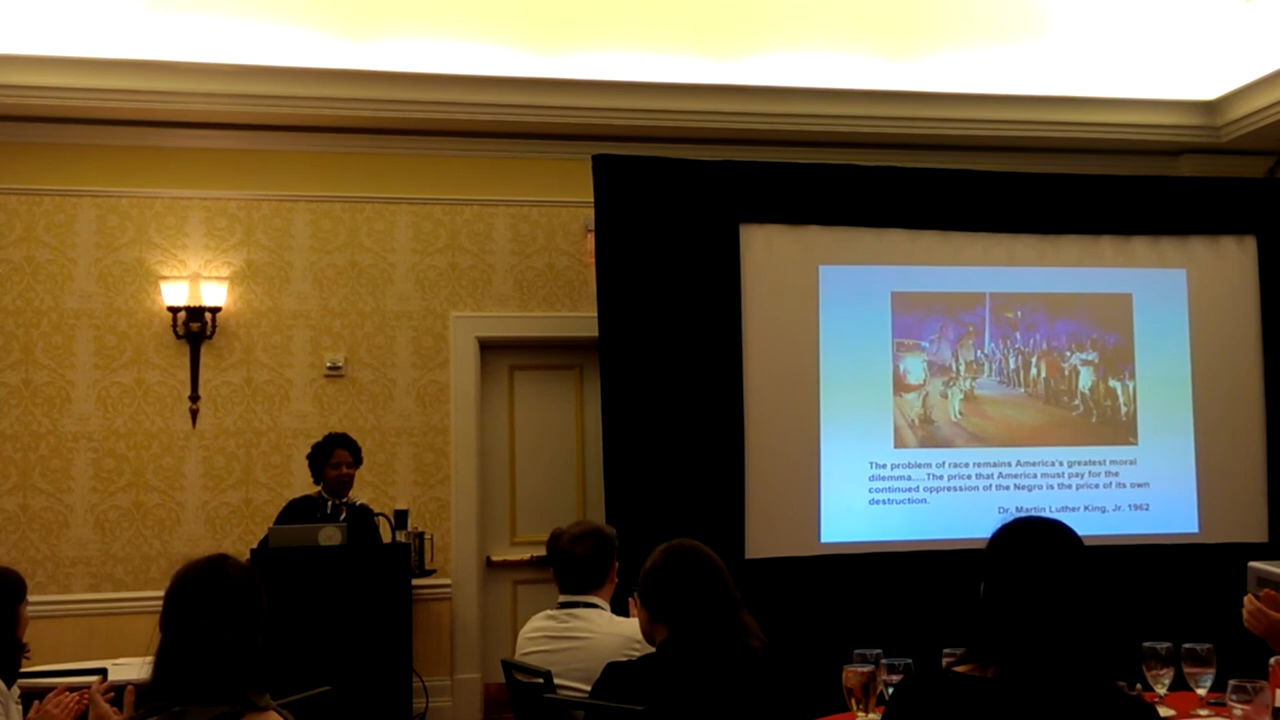 The problem of race remains America's greatest moral
dilemma....The price that America must pay for the
continued oppression of the Negro is the price of its own
destruction.
Dr. Martin Luther King, Jr. 1962